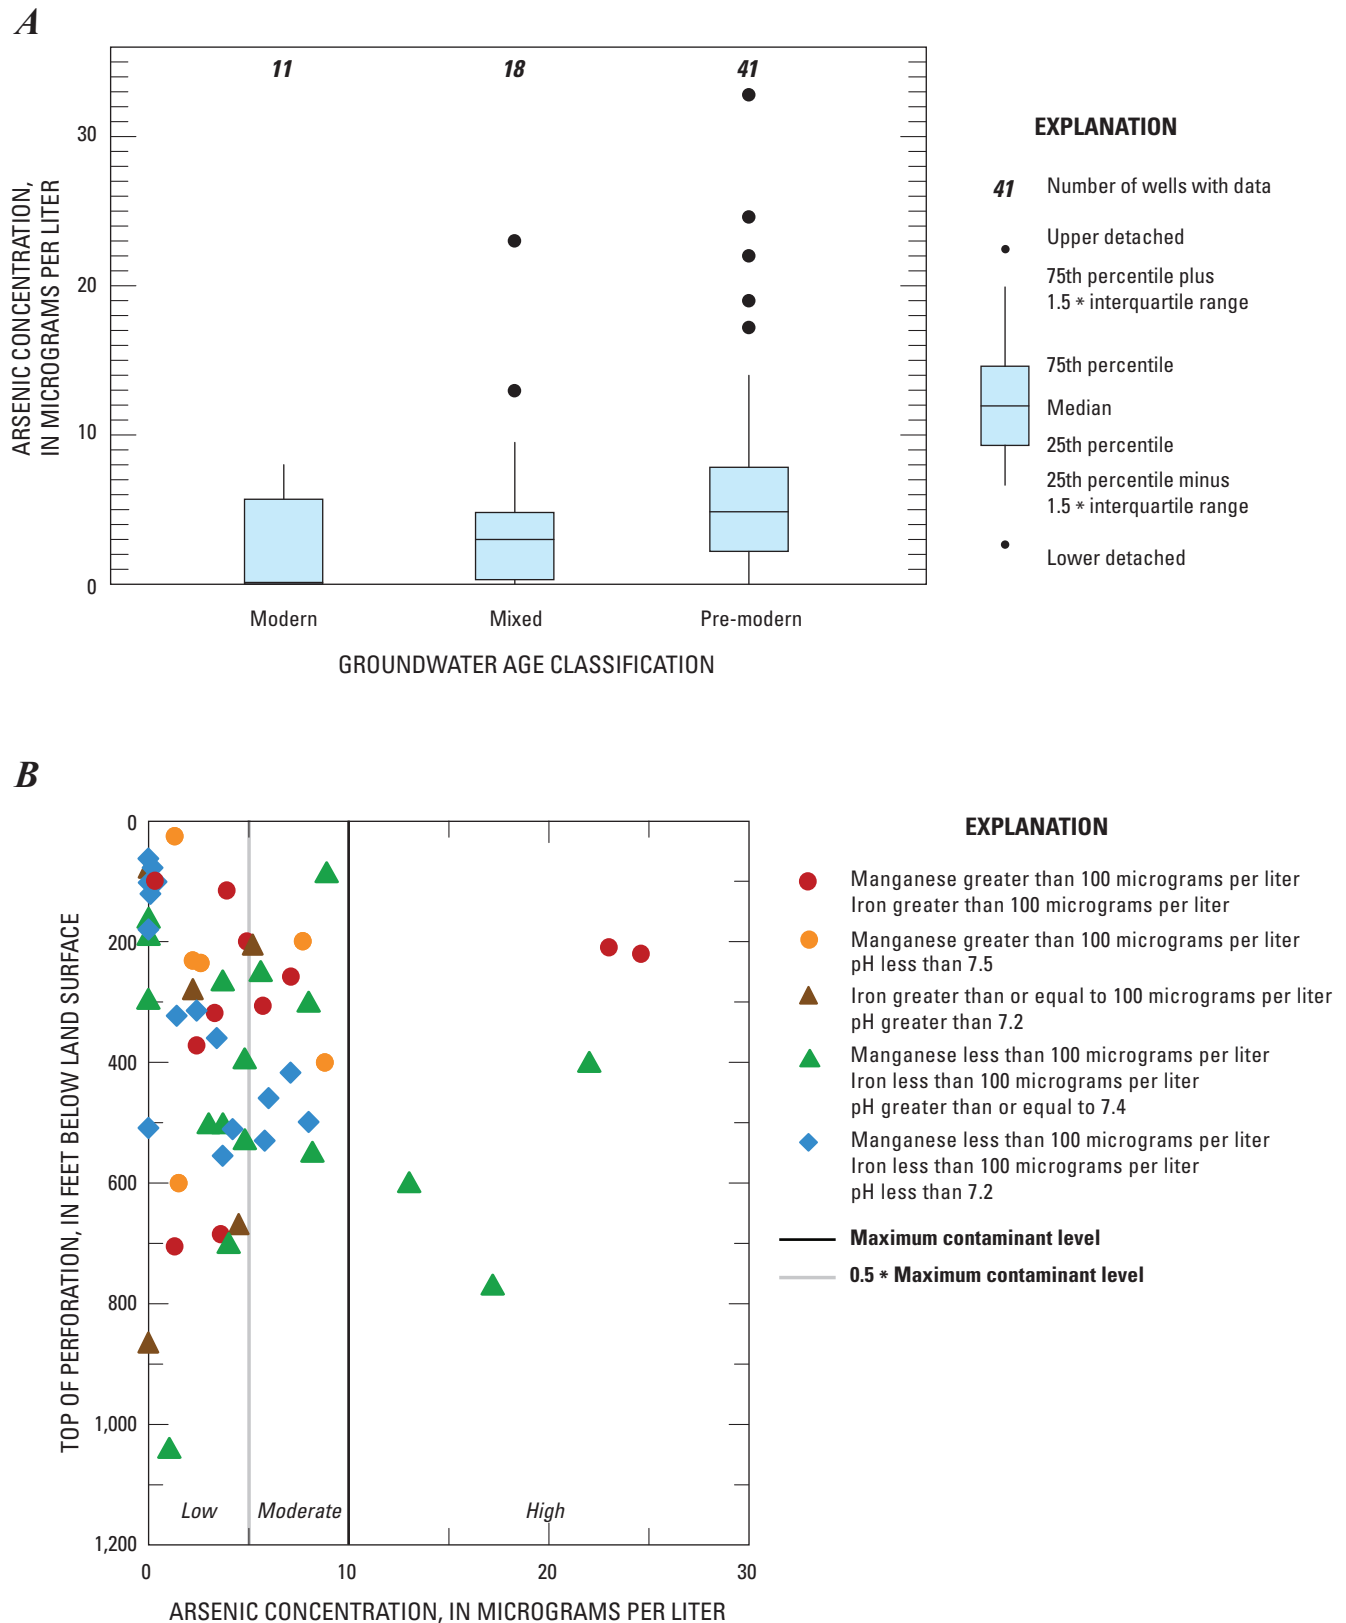 A
11 18 41
30
20
10
0
ARSENIC CONCENTRATION,
IN MICROGRAMS PER LITER
Modern Mixed Pre-modern
GROUNDWATER AGE CLASSIFICATION
EXPLANATION
41 Number of wells with data
Upper detached
75th percentile plus
1.5 * interquartile range
75th percentile
Median
25th percentile
25th percentile minus
1.5 * interquartile range
Lower detached
B
0
200
400
600
800
1,000
1,200
TOP OF PERFORATION, IN FEET BELOW LAND SURFACE
Low Moderate High
0 10 20 30
ARSENIC CONCENTRATION, IN MICROGRAMS PER LITER
EXPLANATION
Manganese greater than 100 micrograms per liter
Iron greater than 100 micrograms per liter
Manganese greater than 100 micrograms per liter
pH less than 7.5
Iron greater than or equal to 100 micrograms per liter
pH greater than 7.2
Manganese less than 100 micrograms per liter
Iron less than 100 micrograms per liter
pH greater than or equal to 7.4
Manganese less than 100 micrograms per liter
Iron less than 100 micrograms per liter
pH less than 7.2
Maximum contaminant level
0.5 * Maximum contaminant level